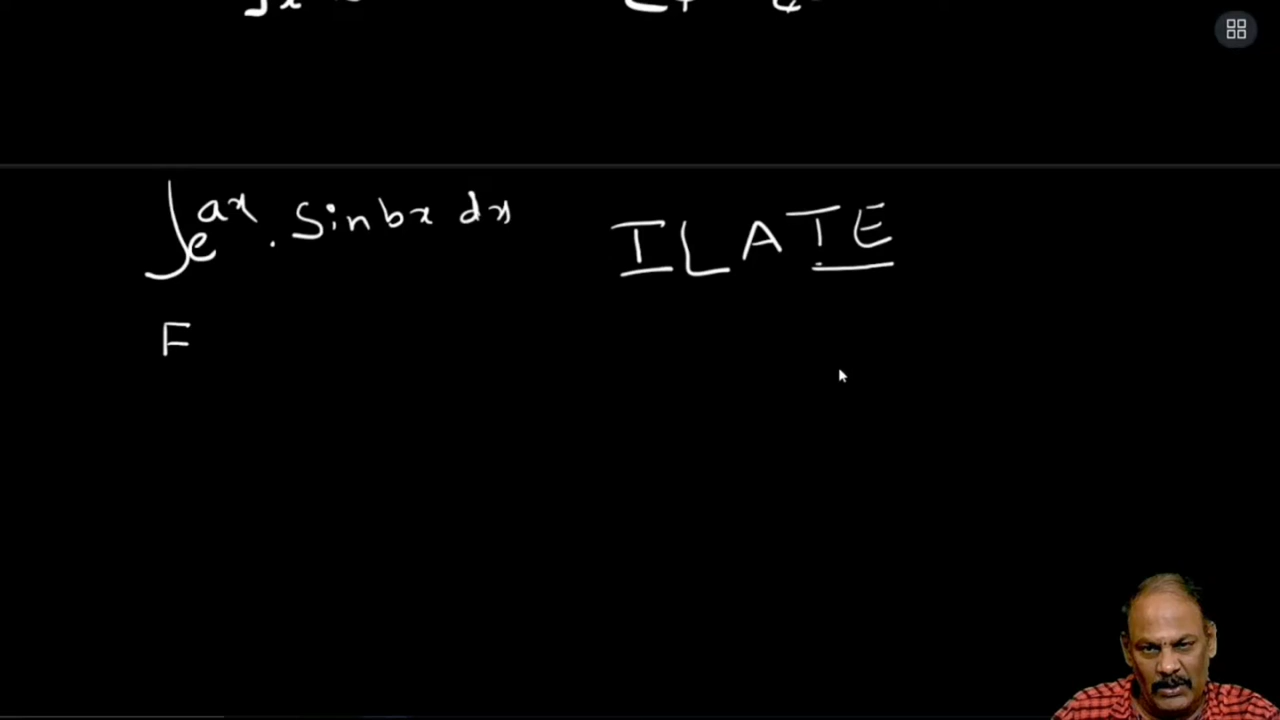 ∫e^ax . Sinbx dx ILATE
F